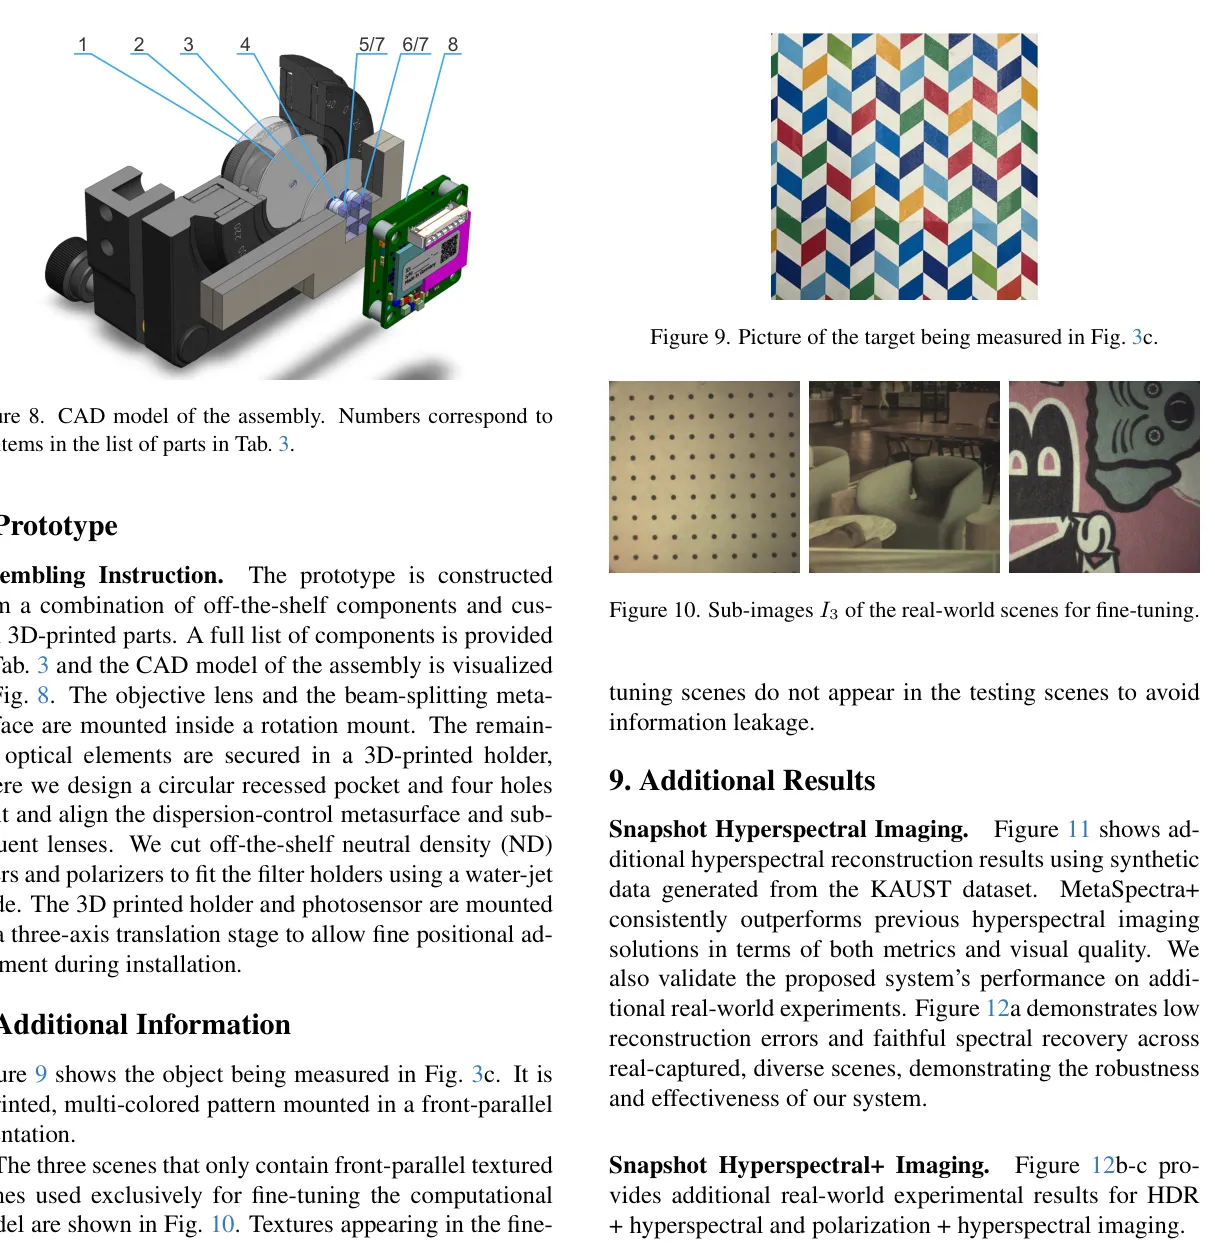 1 2 3 4 5/7 6/7 8
220
ure 8. CAD model of the assembly. Numbers correspond to
items in the list of parts in Tab. 3.
Prototype
embling Instruction. The prototype is constructed
m a combination of off-the-shelf components and cus-
3D-printed parts. A full list of components is provided
Tab. 3 and the CAD model of the assembly is visualized
Fig. 8. The objective lens and the beam-splitting meta-
face are mounted inside a rotation mount. The remain-
optical elements are secured in a 3D-printed holder,
ere we design a circular recessed pocket and four holes
t and align the dispersion-control metasurface and sub-
quent lenses. We cut off-the-shelf neutral density (ND)
rs and polarizers to fit the filter holders using a water-jet
de. The 3D printed holder and photosensor are mounted
a three-axis translation stage to allow fine positional ad-
ment during installation.
Additional Information
ure 9 shows the object being measured in Fig. 3c. It is
rinted, multi-colored pattern mounted in a front-parallel
ntation.
The three scenes that only contain front-parallel textured
nes used exclusively for fine-tuning the computational
del are shown in Fig. 10. Textures appearing in the fine-
Figure 9. Picture of the target being measured in Fig. 3c.
Figure 10. Sub-images I3 of the real-world scenes for fine-tuning.
tuning scenes do not appear in the testing scenes to avoid
information leakage.
9. Additional Results
Snapshot Hyperspectral Imaging. Figure 11 shows ad-
ditional hyperspectral reconstruction results using synthetic
data generated from the KAUST dataset. MetaSpectra+
consistently outperforms previous hyperspectral imaging
solutions in terms of both metrics and visual quality. We
also validate the proposed system's performance on addi-
tional real-world experiments. Figure 12a demonstrates low
reconstruction errors and faithful spectral recovery across
real-captured, diverse scenes, demonstrating the robustness
and effectiveness of our system.
Snapshot Hyperspectral+ Imaging. Figure 12b-c pro-
vides additional real-world experimental results for HDR
+ hyperspectral and polarization + hyperspectral imaging.